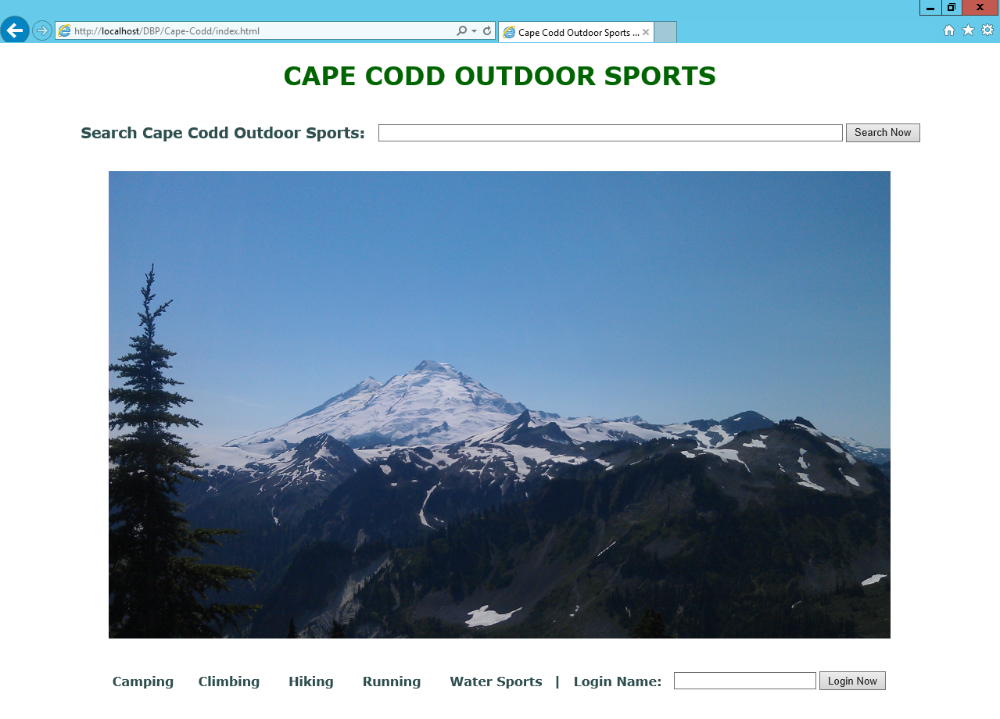 http://localhost/DBP/Cape-Codd/index.html
Cape Codd Outdoor Sports ...
CAPE CODD OUTDOOR SPORTS
Search Cape Codd Outdoor Sports: Search Now
Camping Climbing Hiking Running Water Sports | Login Name: Login Now